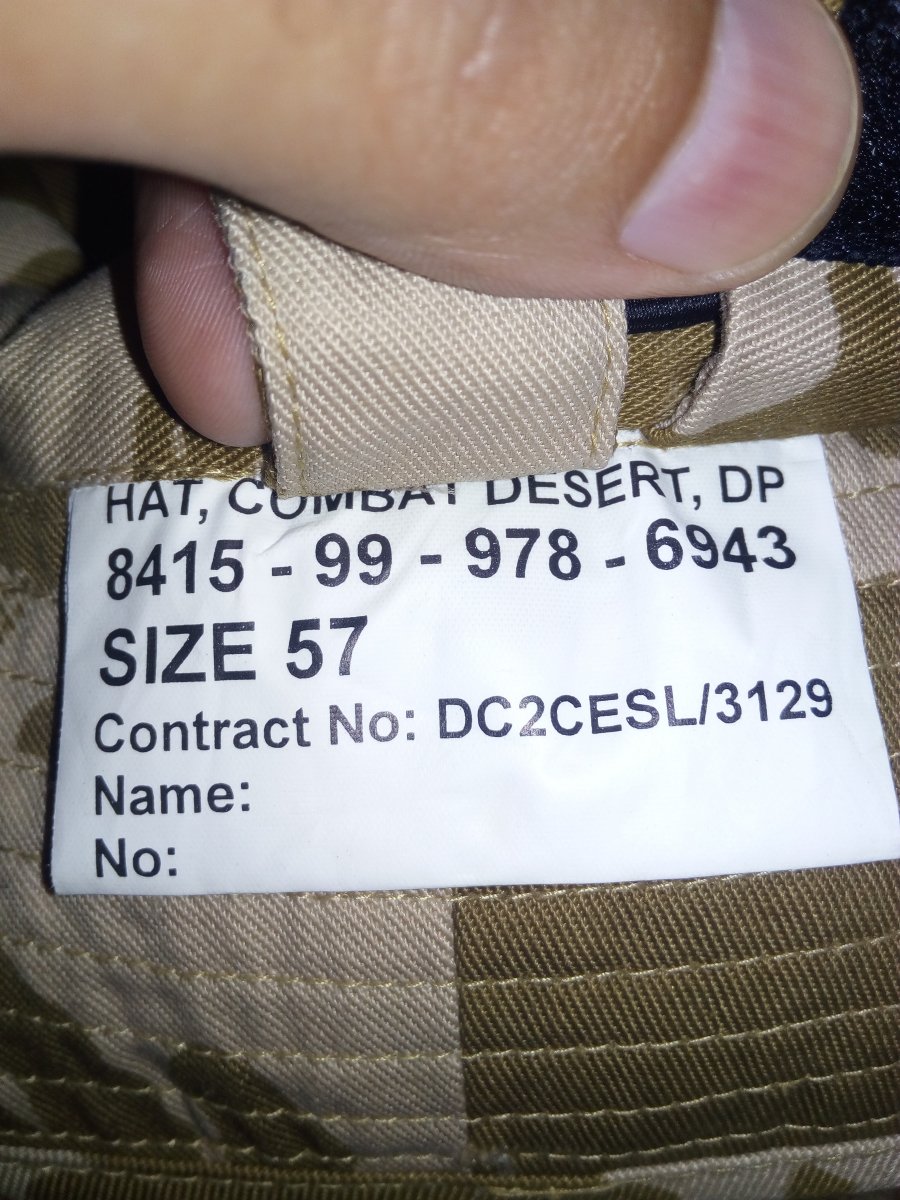 HAT, COMBAT DESERT, DP
8415 - 99 - 978 - 6943
SIZE 57
Contract No: DC2CESL/3129
Name:
No: